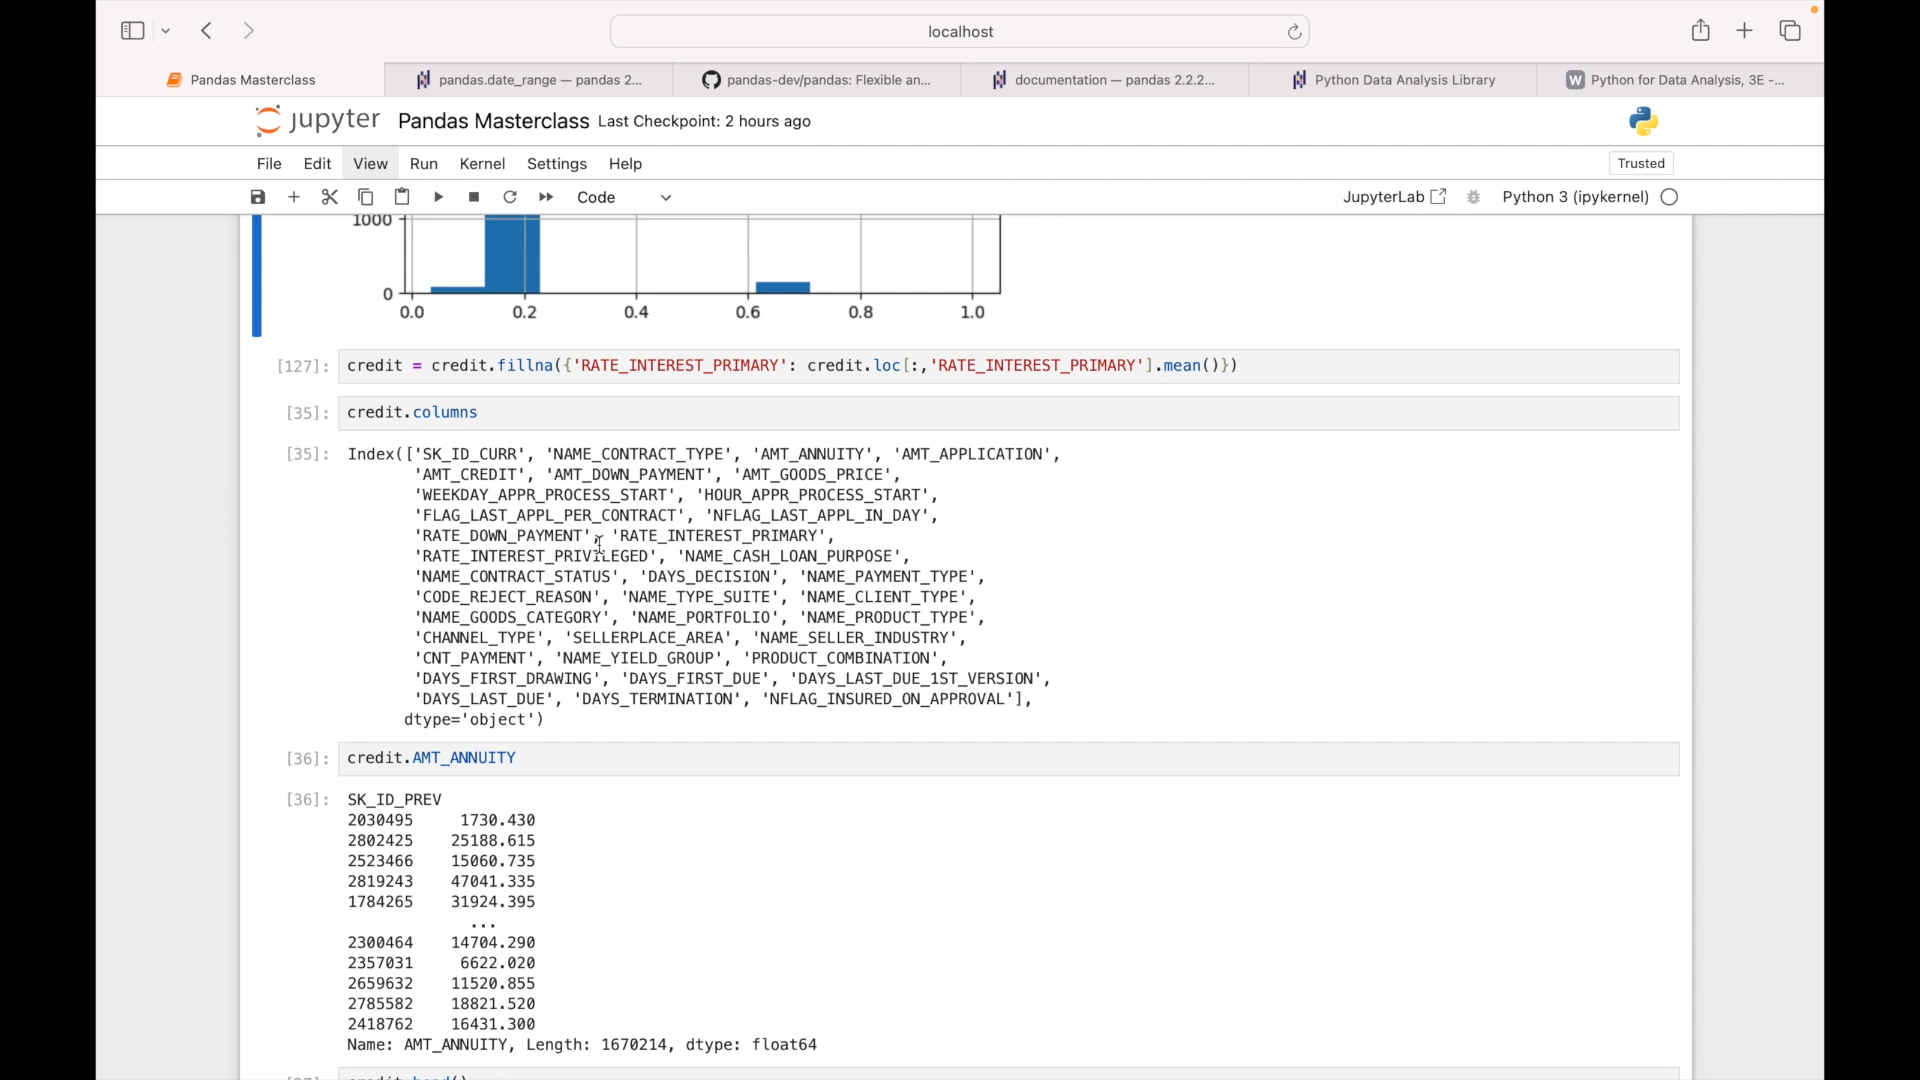 localhost
Pandas Masterclass
pandas.date_range — pandas 2...
pandas-dev/pandas: Flexible an...
documentation — pandas 2.2.2...
Python Data Analysis Library
W Python for Data Analysis, 3E -...
jupyter Pandas Masterclass Last Checkpoint: 2 hours ago
File Edit View Run Kernel Settings Help Trusted
Code JupyterLab Python 3 (ipykernel)
1000
0
0.0 0.2 0.4 0.6 0.8 1.0
[127]: credit = credit.fillna({'RATE_INTEREST_PRIMARY': credit.loc[:,'RATE_INTEREST_PRIMARY'].mean()})
[35]: credit.columns
[35]: Index(['SK_ID_CURR', 'NAME_CONTRACT_TYPE', 'AMT_ANNUITY', 'AMT_APPLICATION',
'AMT_CREDIT', 'AMT_DOWN_PAYMENT', 'AMT_GOODS_PRICE',
'WEEKDAY_APPR_PROCESS_START', 'HOUR_APPR_PROCESS_START',
'FLAG_LAST_APPL_PER_CONTRACT', 'NFLAG_LAST_APPL_IN_DAY',
'RATE_DOWN_PAYMENT', 'RATE_INTEREST_PRIMARY',
'RATE_INTEREST_PRIVILEGED', 'NAME_CASH_LOAN_PURPOSE',
'NAME_CONTRACT_STATUS', 'DAYS_DECISION', 'NAME_PAYMENT_TYPE',
'CODE_REJECT_REASON', 'NAME_TYPE_SUITE', 'NAME_CLIENT_TYPE',
'NAME_GOODS_CATEGORY', 'NAME_PORTFOLIO', 'NAME_PRODUCT_TYPE',
'CHANNEL_TYPE', 'SELLERPLACE_AREA', 'NAME_SELLER_INDUSTRY',
'CNT_PAYMENT', 'NAME_YIELD_GROUP', 'PRODUCT_COMBINATION',
'DAYS_FIRST_DRAWING', 'DAYS_FIRST_DUE', 'DAYS_LAST_DUE_1ST_VERSION',
'DAYS_LAST_DUE', 'DAYS_TERMINATION', 'NFLAG_INSURED_ON_APPROVAL'],
dtype='object')
[36]: credit.AMT_ANNUITY
[36]: SK_ID_PREV
2030495 1730.430
2802425 25188.615
2523466 15060.735
2819243 47041.335
1784265 31924.395
...
2300464 14704.290
2357031 6622.020
2659632 11520.855
2785582 18821.520
2418762 16431.300
Name: AMT_ANNUITY, Length: 1670214, dtype: float64